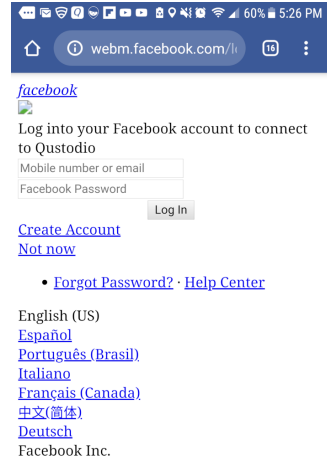 60% 5:26 PM
webm.facebook.com/l
16
facebook
Log into your Facebook account to connect
to Qustodio
Mobile number or email
Facebook Password
Log In
Create Account
Not now
• Forgot Password? · Help Center
English (US)
Español
Português (Brasil)
Italiano
Français (Canada)
中文(简体)
Deutsch
Facebook Inc.